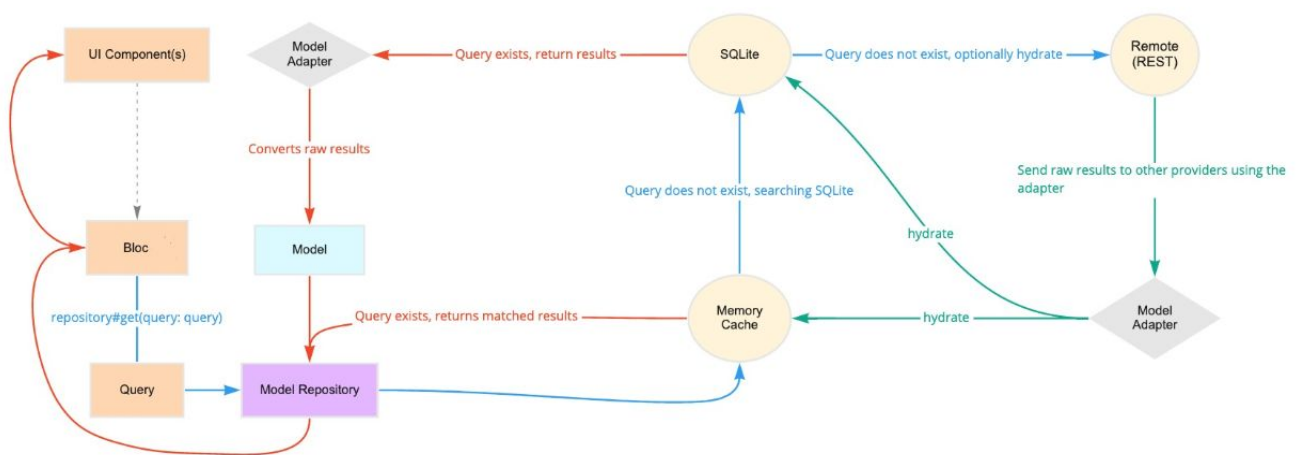 UI Component(s)
Model
Adapter
Query exists, return results
SQLite
Query does not exist, optionally hydrate
Remote
(REST)
Converts raw results
Send raw results to other providers using the
adapter
Query does not exist, searching SQLite
hydrate
Bloc
Model
repository#get(query: query)
Query exists, returns matched results
Memory
Cache
hydrate
Model
Adapter
Query
Model Repository